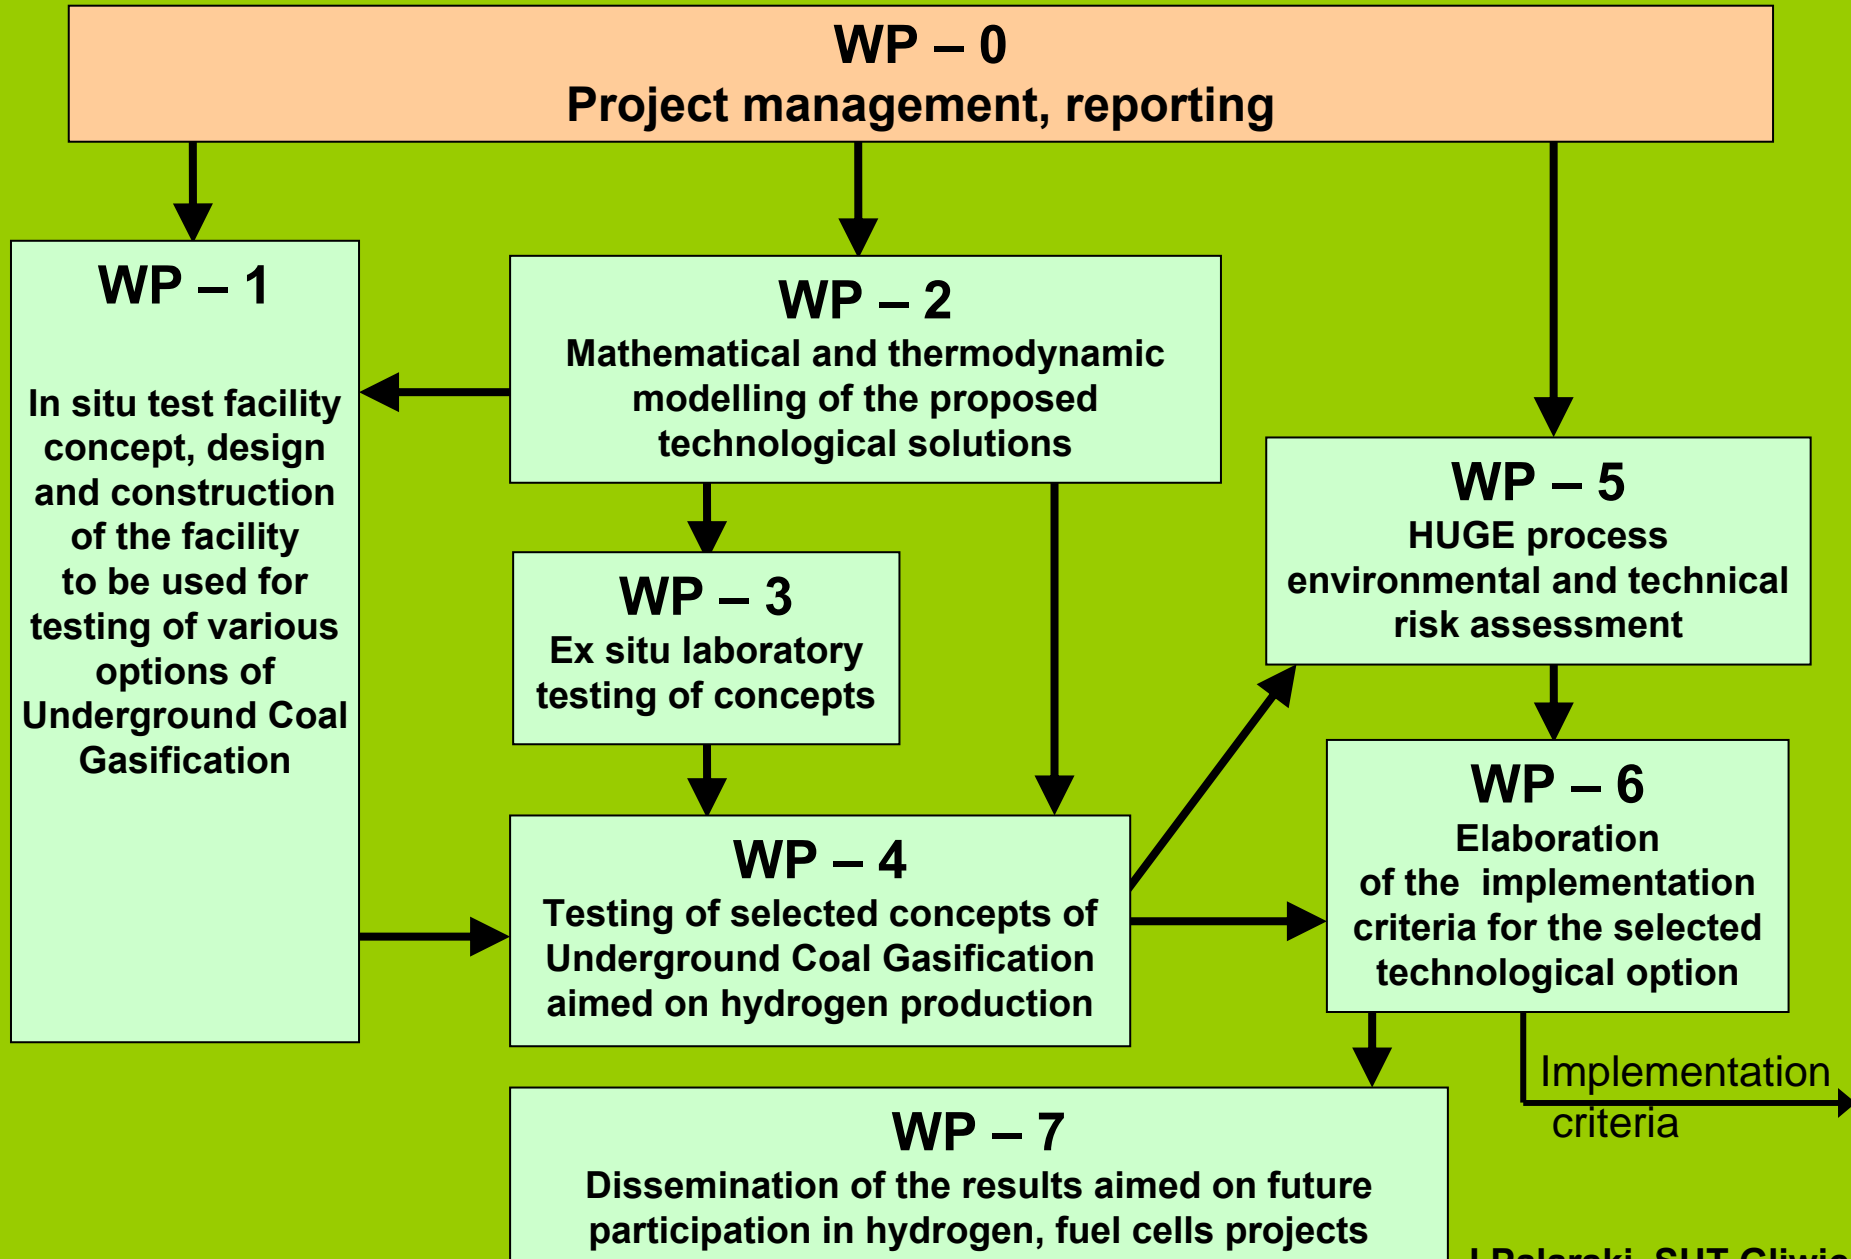 WP – 0
Project management, reporting
WP – 1
In situ test facility
concept, design
and construction
of the facility
to be used for
testing of various
options of
Underground Coal
Gasification
WP – 2
Mathematical and thermodynamic
modelling of the proposed
technological solutions
WP – 3
Ex situ laboratory
testing of concepts
WP – 4
Testing of selected concepts of
Underground Coal Gasification
aimed on hydrogen production
WP – 5
HUGE process
environmental and technical
risk assessment
WP – 6
Elaboration
of the implementation
criteria for the selected
technological option
Implementation
criteria
WP – 7
Dissemination of the results aimed on future
participation in hydrogen, fuel cells projects